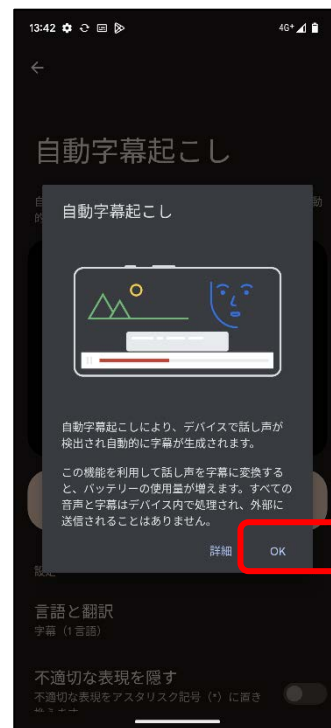 13:42
4G+
自動字幕起こし
自動字幕起こし
自動字幕起こしにより、デバイスで話し声が
検出され自動的に字幕が生成されます。
この機能を利用して話し声を字幕に変換する
と、バッテリーの使用量が増えます。すべての
音声と字幕はデバイス内で処理され、外部に
送信されることはありません。
詳細 OK
設定
言語と翻訳
字幕（1 言語）
不適切な表現を隠す
不適切な表現をアスタリスク記号（*）に置き